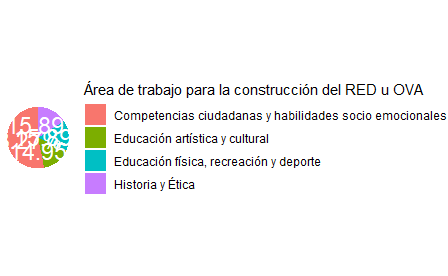 Área de trabajo para la construcción del RED u OVA
Competencias ciudadanas y habilidades socio emocionales
Educación artística y cultural
Educación física, recreación y deporte
Historia y Ética